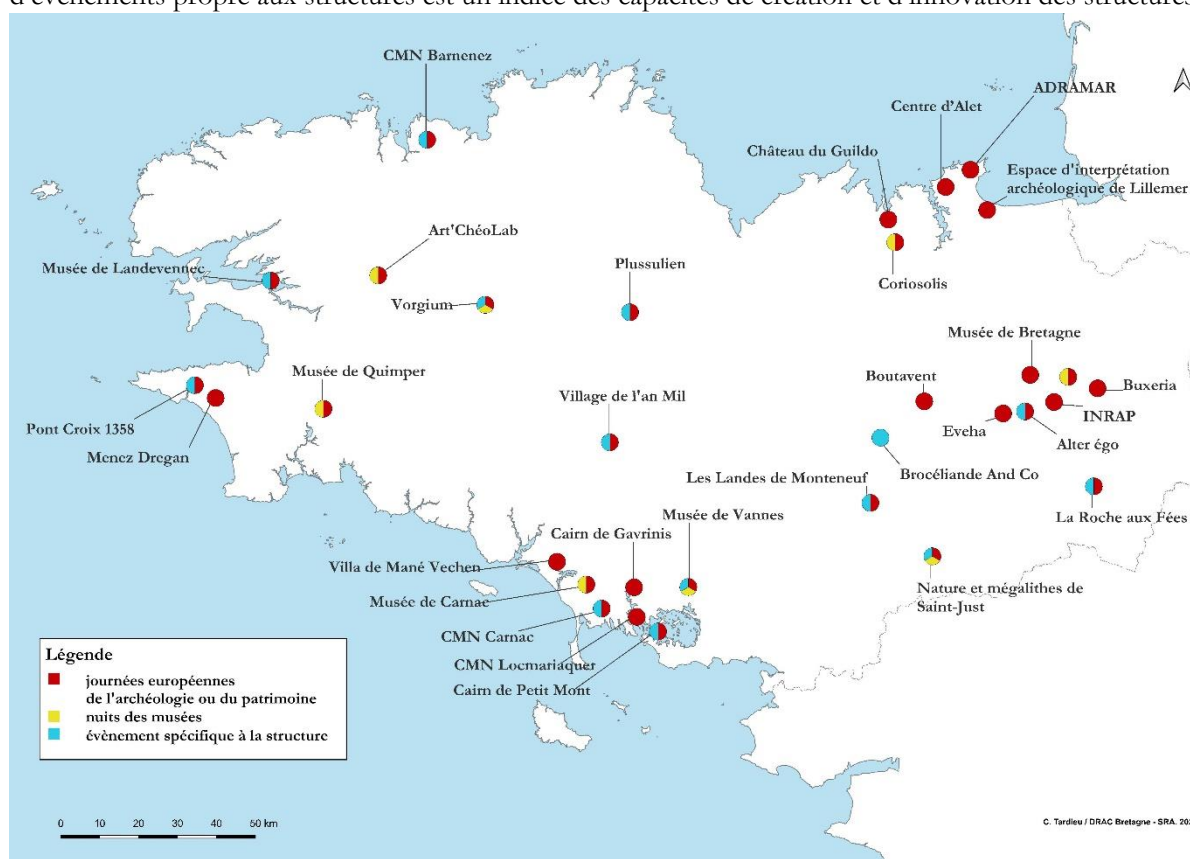 d'évènements propre aux structures est un indice des capacités de création et d'innovation des structures
CMN Barnenez
ADRAMAR
Centre d'Alet
Château du Guildo
Espace d'interprétation
archéologique de Lillemer
Art'ChéoLab
Musée de Landevennec
Plussulien
Coriosolis
Vorgium
Musée de Bretagne
Musée de Quimper
Boutavent
Buxeria
Village de l'an Mil
INRAP
Pont Croix 1358
Eveha
Alter égo
Menez Dregan
Brocéliande And Co
Les Landes de Monteneuf
Musée de Vannes
La Roche aux Fées
Cairn de Gavrinis
Villa de Mané Vechen
Nature et mégalithes de
Saint-Just
Musée de Carnac
CMN Carnac
CMN Locmariaquer
Cairn de Petit Mont
Légende
journées européennes
de l'archéologie ou du patrimoine
nuits des musées
évènement spécifique à la structure
0 10 20 30 40 50 km
C. Tardieu / DRAC Bretagne - SRA.